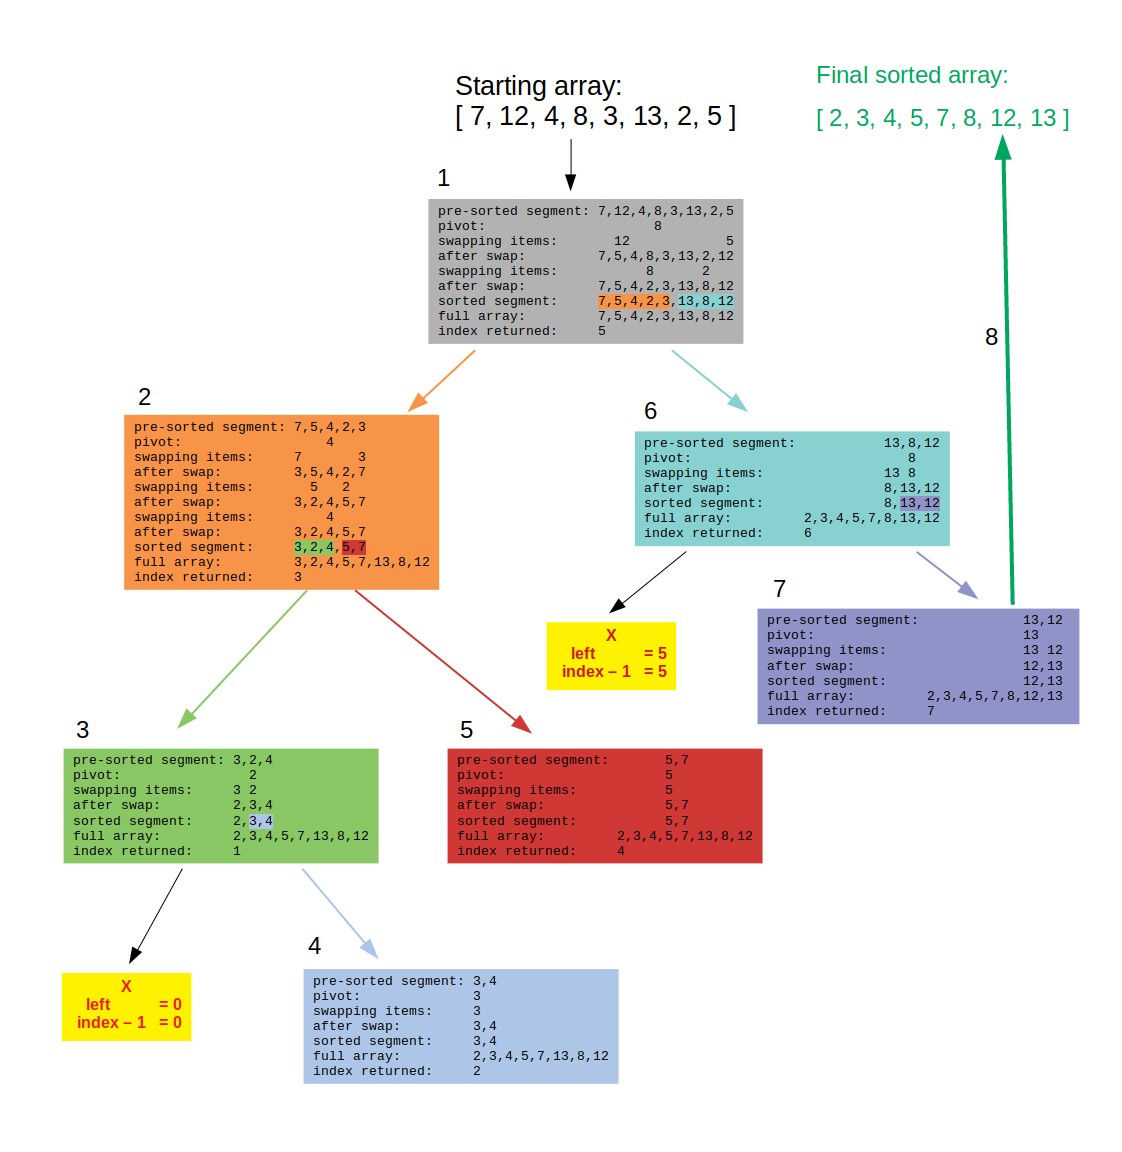 Starting array:
[ 7, 12, 4, 8, 3, 13, 2, 5 ]
Final sorted array:
[ 2, 3, 4, 5, 7, 8, 12, 13 ]
1
pre-sorted segment: 7,12,4,8,3,13,2,5
pivot: 8
swapping items: 12 5
after swap: 7,5,4,8,3,13,2,12
swapping items: 8 2
after swap: 7,5,4,2,3,13,8,12
sorted segment: 7,5,4,2,3,13,8,12
full array: 7,5,4,2,3,13,8,12
index returned: 5
8
2
pre-sorted segment: 7,5,4,2,3
pivot: 4
swapping items: 7 3
after swap: 3,5,4,2,7
swapping items: 5 2
after swap: 3,2,4,5,7
swapping items: 4
after swap: 3,2,4,5,7
sorted segment: 3,2,4,5,7
full array: 3,2,4,5,7,13,8,12
index returned: 3
6
pre-sorted segment: 13,8,12
pivot: 8
swapping items: 13 8
after swap: 8,13,12
sorted segment: 8,13,12
full array: 2,3,4,5,7,8,13,12
index returned: 6
X
left = 5
index – 1 = 5
7
pre-sorted segment: 13,12
pivot: 13
swapping items: 13 12
after swap: 12,13
sorted segment: 12,13
full array: 2,3,4,5,7,8,12,13
index returned: 7
3
pre-sorted segment: 3,2,4
pivot: 2
swapping items: 3 2
after swap: 2,3,4
sorted segment: 2,3,4
full array: 2,3,4,5,7,13,8,12
index returned: 1
5
pre-sorted segment: 5,7
pivot: 5
swapping items: 5
after swap: 5,7
sorted segment: 5,7
full array: 2,3,4,5,7,13,8,12
index returned: 4
X
left = 0
index – 1 = 0
4
pre-sorted segment: 3,4
pivot: 3
swapping items: 3
after swap: 3,4
sorted segment: 3,4
full array: 2,3,4,5,7,13,8,12
index returned: 2